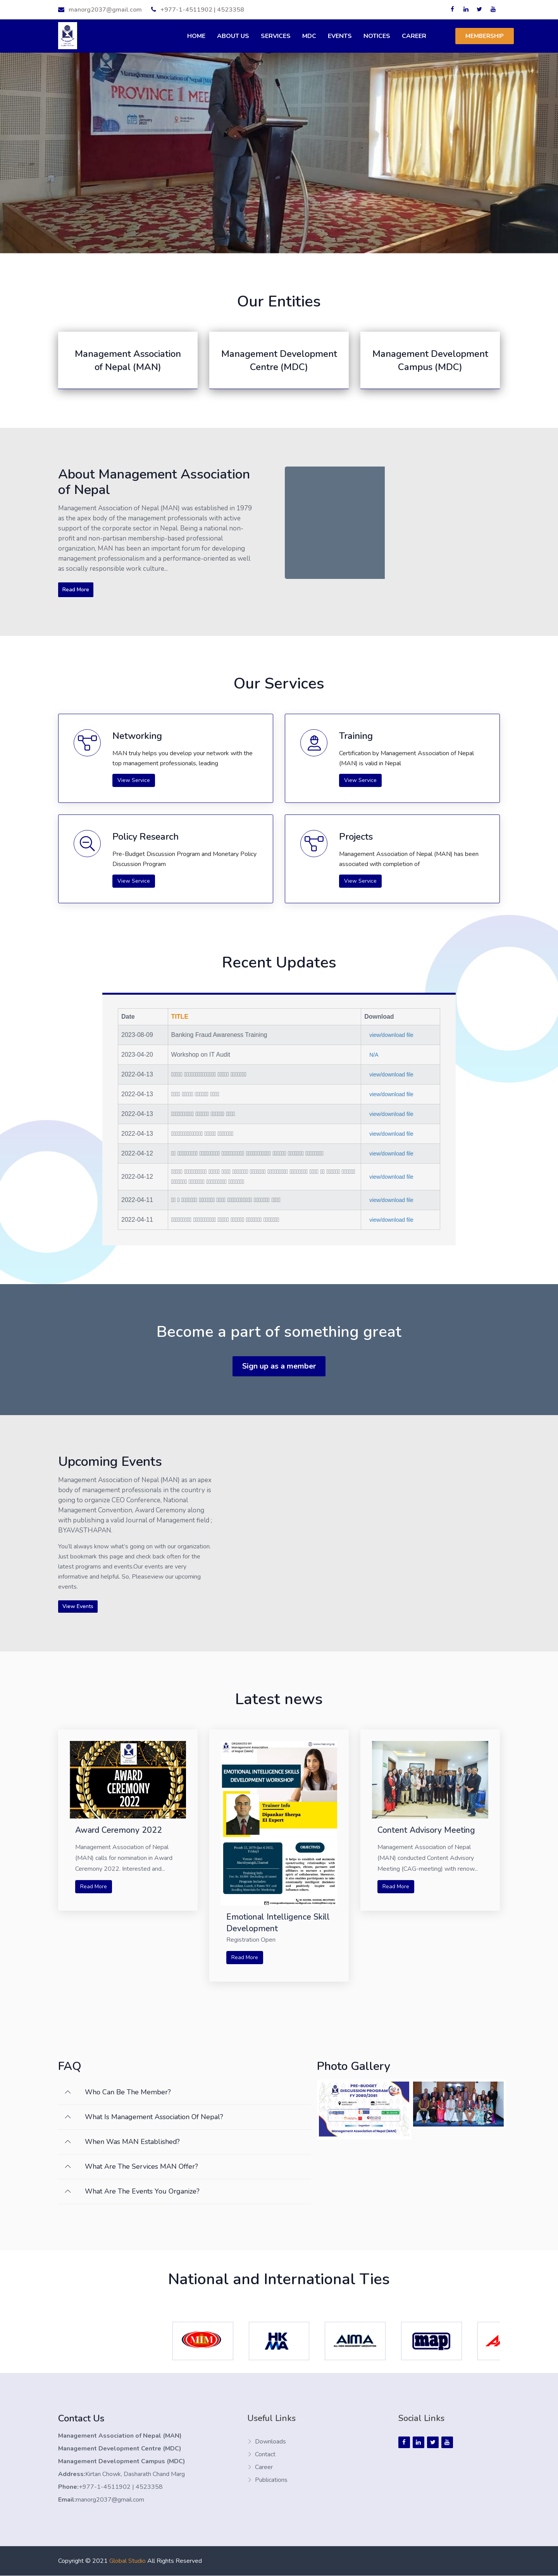 manorg2037@gmail.com +977-1-4511902 | 4523358
HOME ABOUT US SERVICES MDC EVENTS NOTICES CAREER MEMBERSHIP
PROVINCE 1 MEE
Our Entities
Management Association of Nepal (MAN)
Management Development Centre (MDC)
Management Development Campus (MDC)
About Management Association
of Nepal
Management Association of Nepal (MAN) was established in 1979
as the apex body of the management professionals with active
support of the corporate sector in Nepal. Being a national non-
profit and non-partisan membership-based professional
organization, MAN has been an important forum for developing
management professionalism and a performance-oriented as well
as socially responsible work culture...
Read More
Our Services
Networking
MAN truly helps you develop your network with the
top management professionals, leading
View Service
Training
Certification by Management Association of Nepal
(MAN) is valid in Nepal
View Service
Policy Research
Pre-Budget Discussion Program and Monetary Policy
Discussion Program
View Service
Projects
Management Association of Nepal (MAN) has been
associated with completion of
View Service
Recent Updates
Date TITLE Download
2023-08-09 Banking Fraud Awareness Training view/download file
2023-04-20 Workshop on IT Audit N/A
2022-04-13 view/download file
2022-04-13 view/download file
2022-04-13 view/download file
2022-04-13 view/download file
2022-04-12 view/download file
2022-04-12 view/download file
2022-04-11 view/download file
2022-04-11 view/download file
Become a part of something great
Sign up as a member
Upcoming Events
Management Association of Nepal (MAN) as an apex
body of management professionals in the country is
going to organize CEO Conference, National
Management Convention, Award Ceremony along
with publishing a valid Journal of Management field ;
BYAVASTHAPAN.
You'll always know what's going on with our organization.
Just bookmark this page and check back often for the
latest programs and events.Our events are very
informative and helpful. So, Pleaseview our upcoming
events.
View Events
Latest news
AWARD
CEREMONY
2022
Award Ceremony 2022
Management Association of Nepal
(MAN) calls for nomination in Award
Ceremony 2022. Interested and...
Read More
EMOTIONAL INTELLIGENCE SKILLS
DEVELOPMENT WORKSHOP
Trainer Info
Dipankar Sherpa
EI Expert
OBJECTIVES
Emotional Intelligence Skill
Development
Registration Open
Read More
Content Advisory Meeting
Management Association of Nepal
(MAN) conducted Content Advisory
Meeting (CAG-meeting) with renow...
Read More
FAQ
Who Can Be The Member?
What Is Management Association Of Nepal?
When Was MAN Established?
What Are The Services MAN Offer?
What Are The Events You Organize?
Photo Gallery
PRE-BUDGET
DISCUSSION PROGRAM
FY 2080/2081
Management Association of Nepal (MAN)
National and International Ties
MIM
HK
MA
AIMA
map
Contact Us
Management Association of Nepal (MAN)
Management Development Centre (MDC)
Management Development Campus (MDC)
Address:Kirtan Chowk, Dasharath Chand Marg
Phone:+977-1-4511902 | 4523358
Email:manorg2037@gmail.com
Useful Links
Downloads
Contact
Career
Publications
Social Links
Copyright © 2021 Global Studio All Rights Reserved